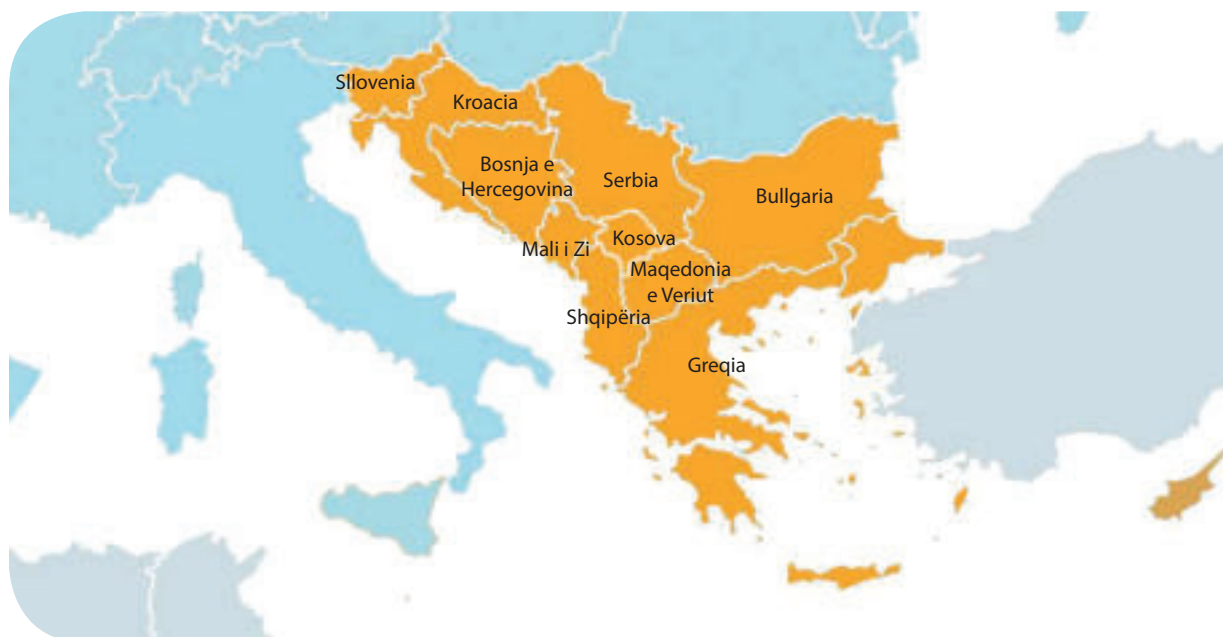 Sllovenia
Kroacia
Bosnja e
Hercegovina
Serbia
Bullgaria
Mali i Zi
Kosova
Maqedonia
e Veriut
Shqipëria
Greqia